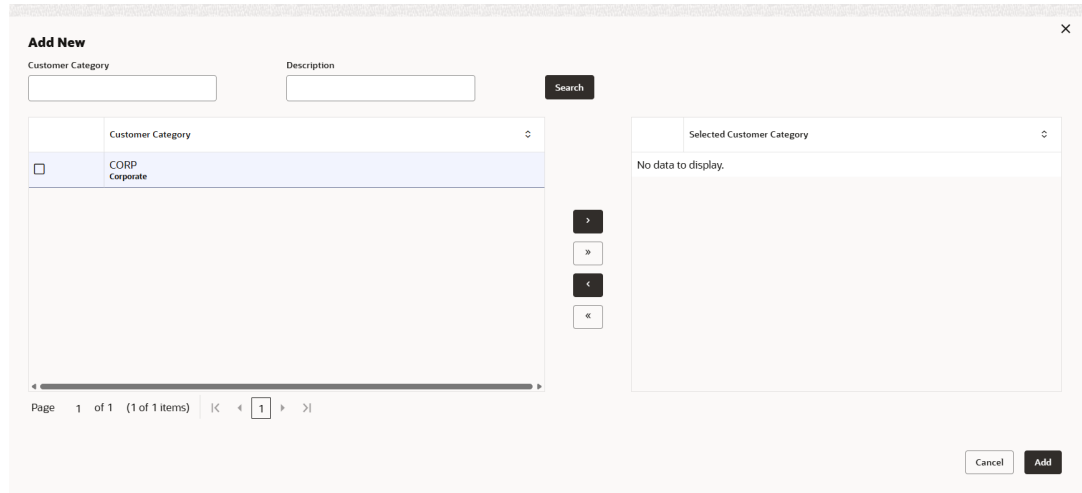 Add New
Customer Category
Description
Search
Customer Category
CORP
Corporate
Selected Customer Category
No data to display.
Page 1 of 1 (1 of 1 items) 1
Cancel
Add